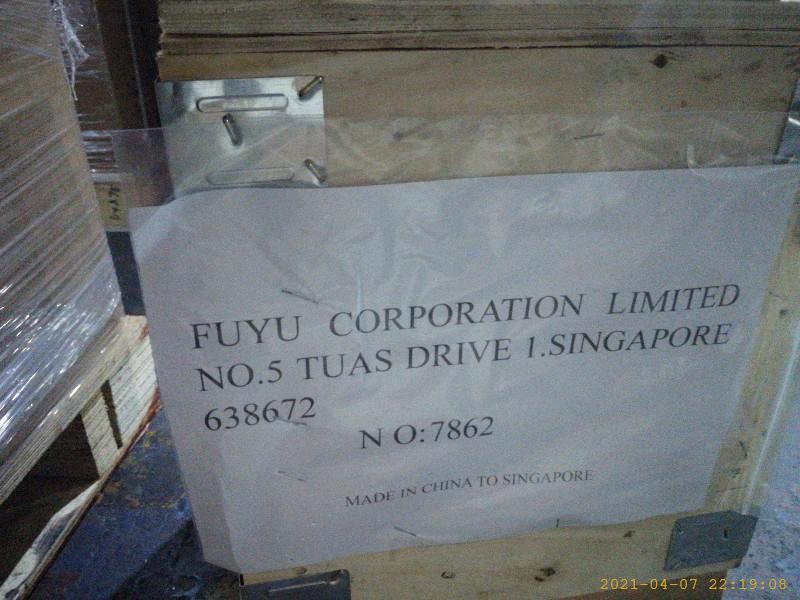 FUYU CORPORATION LIMITED
NO.5 TUAS DRIVE 1.SINGAPORE
638672
N O:7862
MADE IN CHINA TO SINGAPORE
2021-04-07 22:19:08